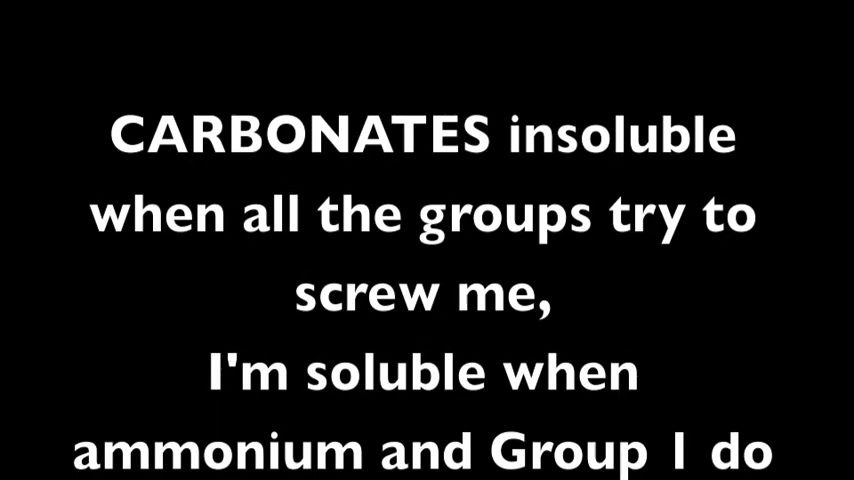 CARBONATES insoluble
when all the groups try to
screw me,
I'm soluble when
ammonium and Group 1 do